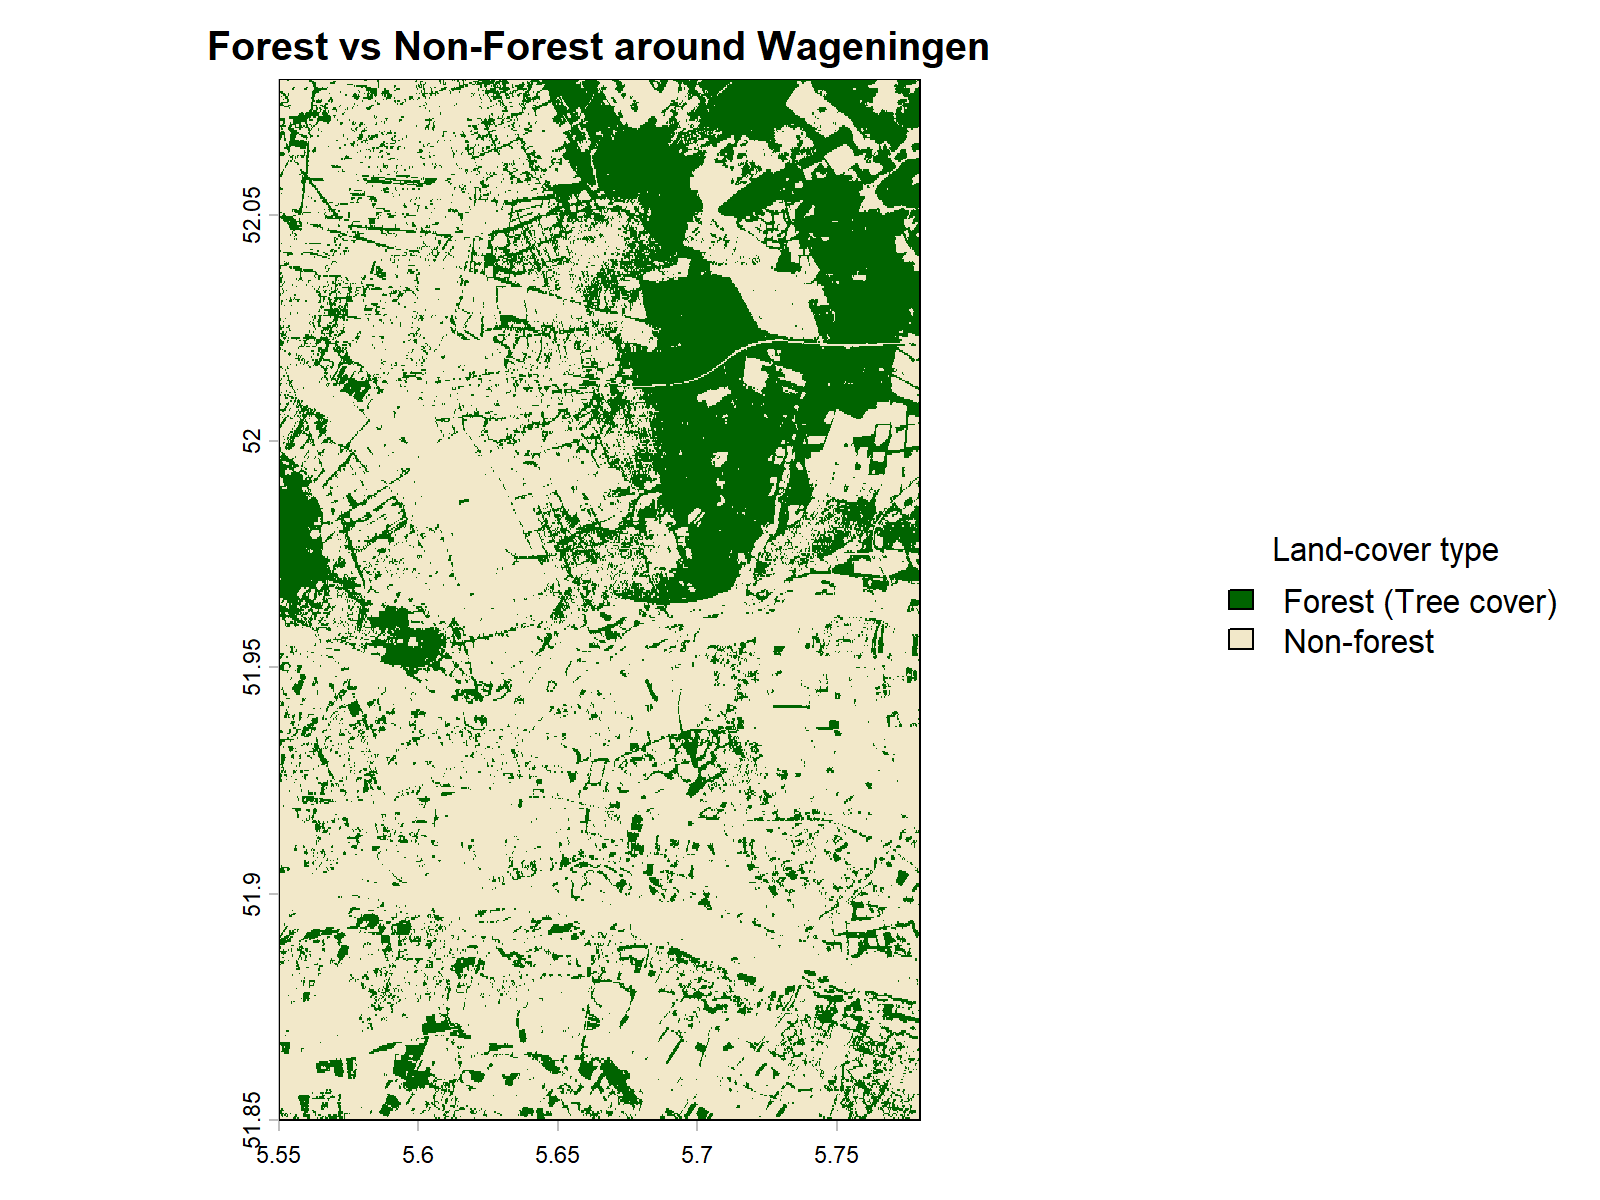 Forest vs Non-Forest around Wageningen
52.05
52
51.95
51.9
51.85
5.55
5.6
5.65
5.7
5.75
Land-cover type
Forest (Tree cover)
Non-forest